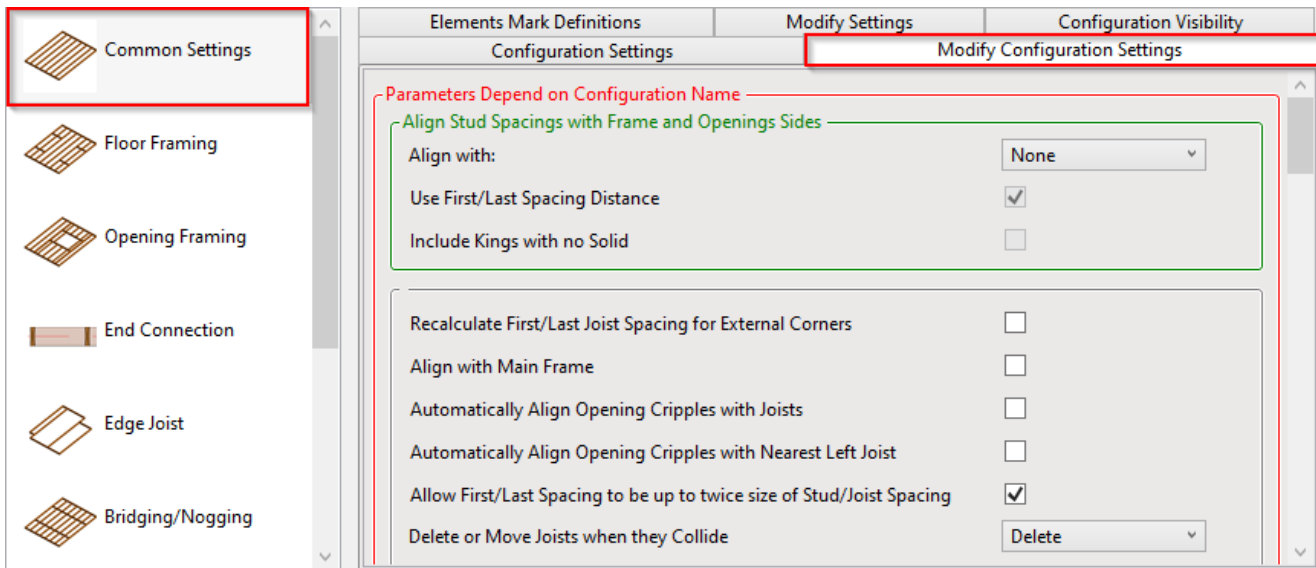 Common Settings
Floor Framing
Opening Framing
End Connection
Edge Joist
Bridging/Nogging
Elements Mark Definitions
Modify Settings
Configuration Visibility
Configuration Settings
Modify Configuration Settings
Parameters Depend on Configuration Name
Align Stud Spacings with Frame and Openings Sides
Align with: None
Use First/Last Spacing Distance
Include Kings with no Solid
Recalculate First/Last Joist Spacing for External Corners
Align with Main Frame
Automatically Align Opening Cripples with Joists
Automatically Align Opening Cripples with Nearest Left Joist
Allow First/Last Spacing to be up to twice size of Stud/Joist Spacing
Delete or Move Joists when they Collide Delete